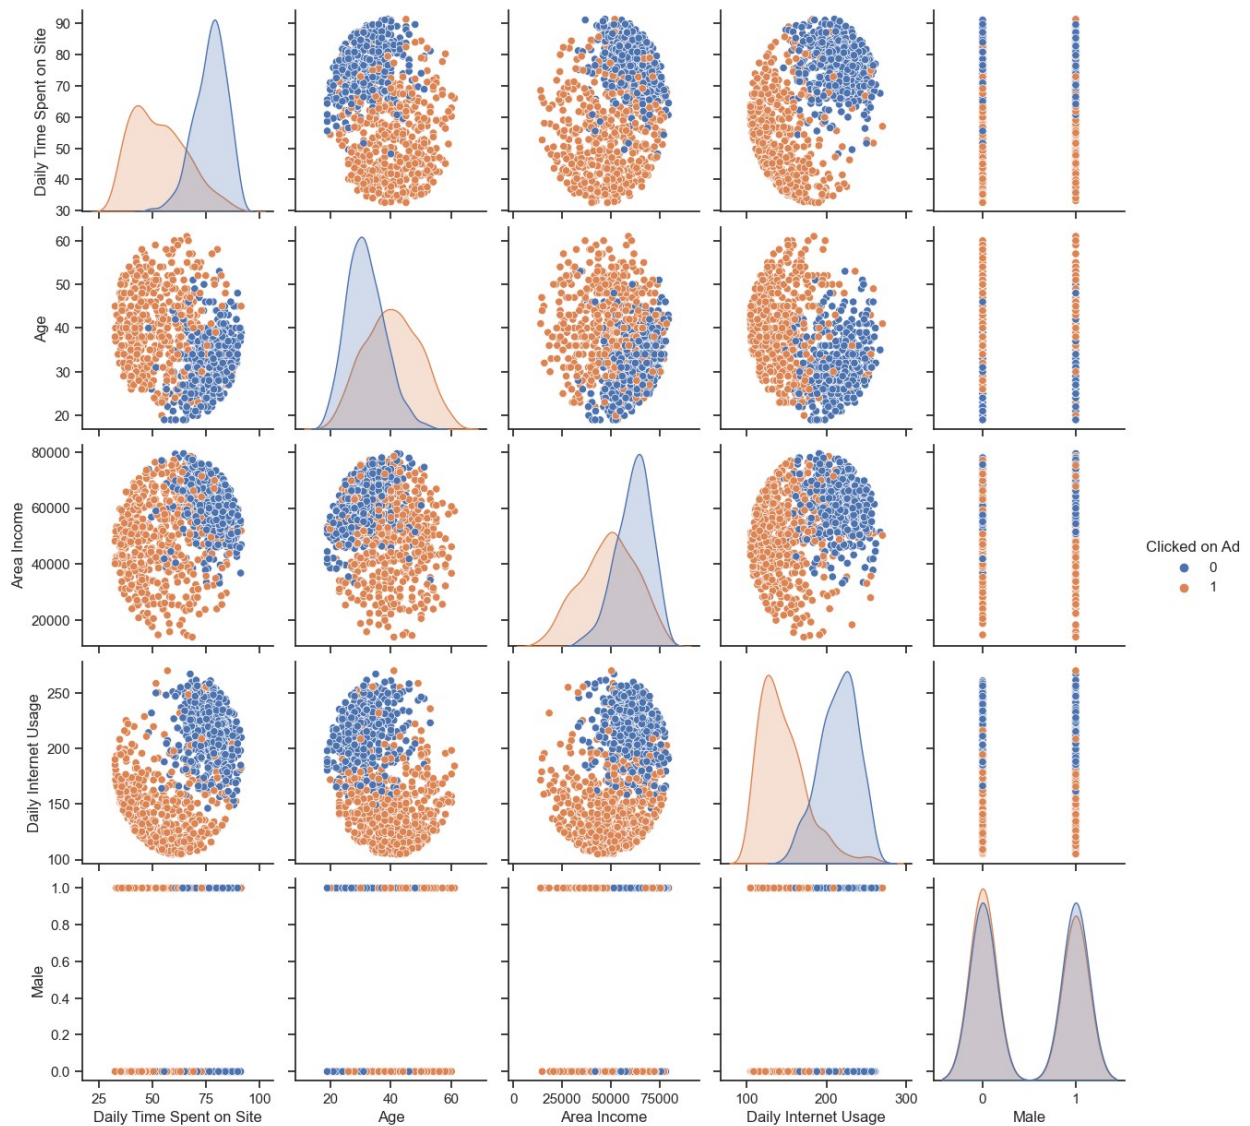 Daily Time Spent on Site
90
80
70
60
50
40
30
25 50 75 100
Age
60
50
40
30
20
Area Income
80000
60000
40000
20000
Clicked on Ad
0
1
Daily Internet Usage
250
200
150
100
Male
1.0
0.8
0.6
0.4
0.2
0.0
25 50 75 100
20 40 60
0 25000 50000 75000
100 200 300
0 1
Daily Time Spent on Site
Age
Area Income
Daily Internet Usage
Male